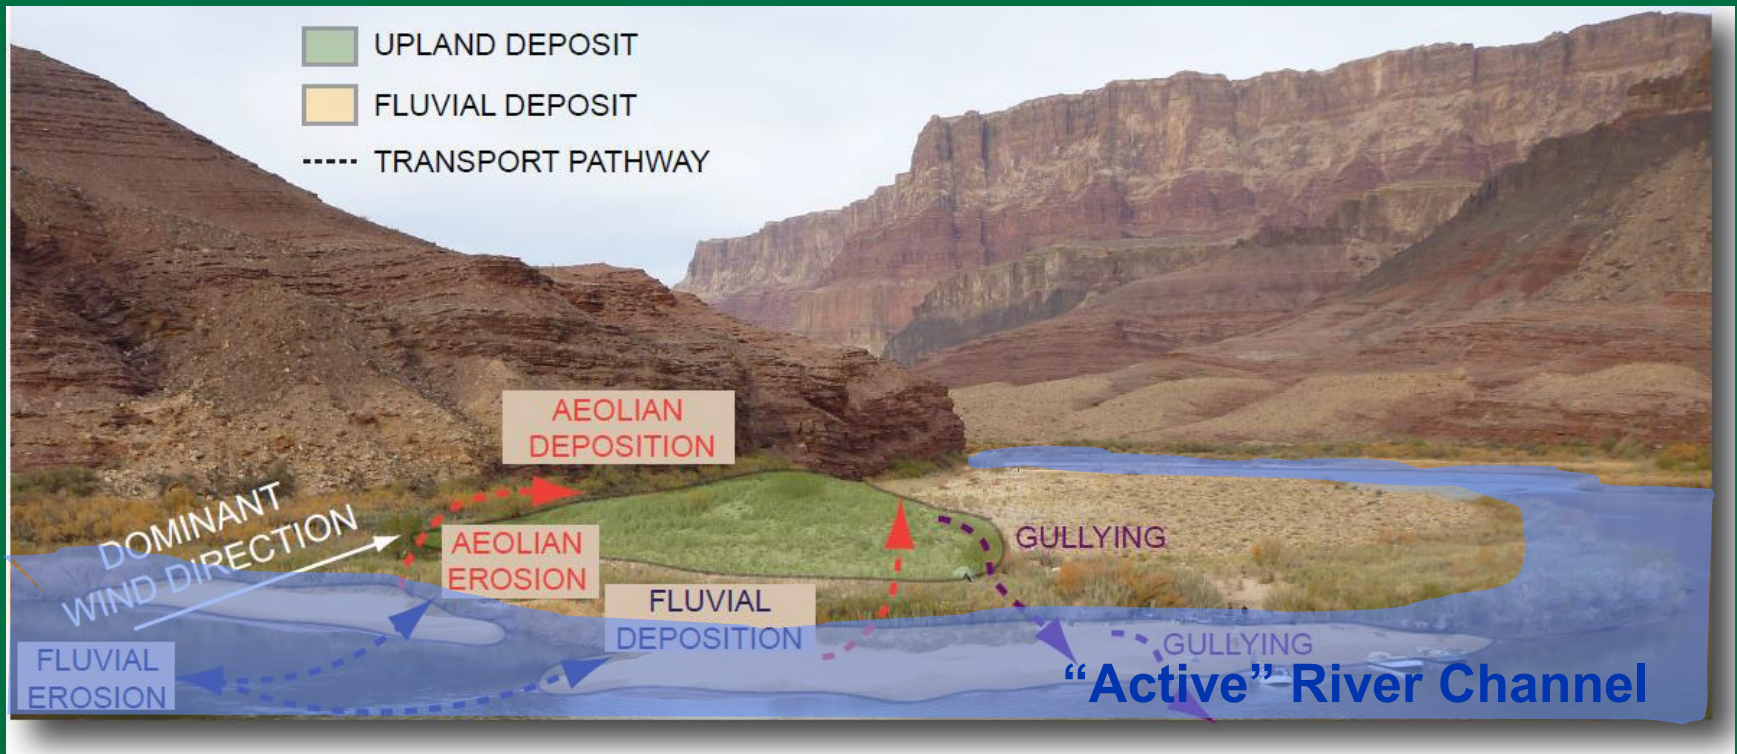 UPLAND DEPOSIT
FLUVIAL DEPOSIT
TRANSPORT PATHWAY
AEOLIAN
DEPOSITION
DOMINANT
WIND DIRECTION
AEOLIAN
EROSION
GULLYING
FLUVIAL
DEPOSITION
GULLYING
FLUVIAL
EROSION
“Active” River Channel